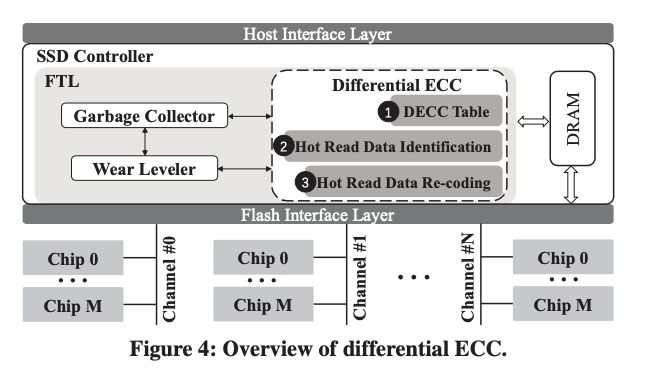 Host Interface Layer
SSD Controller
FTL
Differential ECC
Garbage Collector
1 DECC Table
DRAM
2 Hot Read Data Identification
Wear Leveler
3 Hot Read Data Re-coding
Flash Interface Layer
Chip 0
...
Chip M
Channel #0
Chip 0
...
Chip M
Channel #1
...
Channel #N
Chip 0
...
Chip M
Figure 4: Overview of differential ECC.